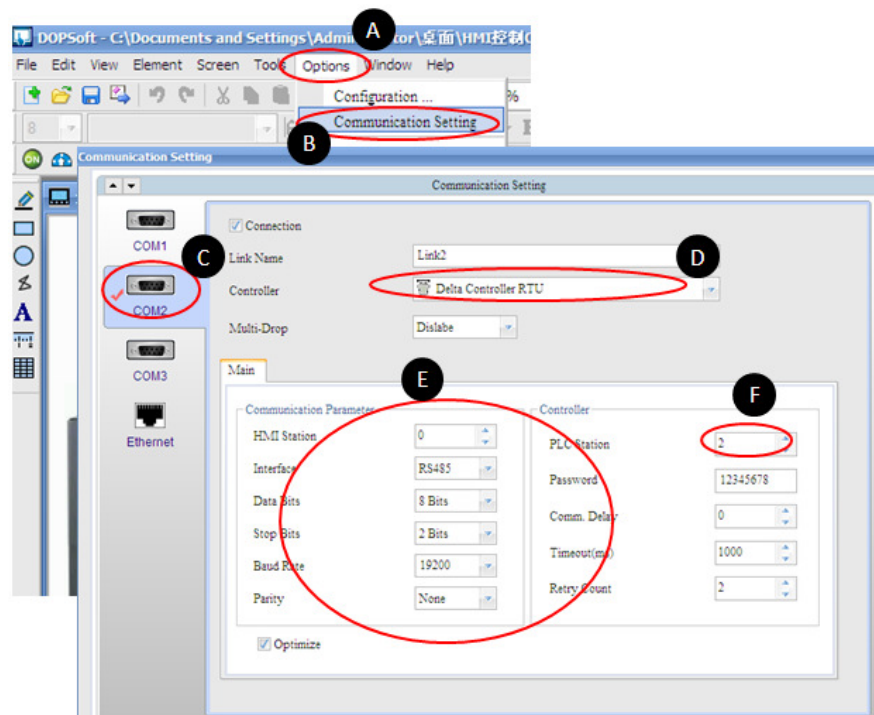 A
DOPSoft - C:\Documents and Settings\Admi tor\桌面\HMI控制C
File Edit View Element Screen Tools Options Window Help
Configuration ... %
8 Communication Setting
B
ON Communication Setting
Communication Setting
COM1
Connection
C
Link Name Link2
D
COM2
Controller Delta Controller RTU
Multi-Drop Dislabe
COM3
Main
E
F
Ethernet
Communication Parameter
HMI Station 0
Interface RS485
Data Bits 8 Bits
Stop Bits 2 Bits
Baud Rate 19200
Parity None
Controller
PLC Station 2
Password 12345678
Comm. Delay 0
Timeout(ms) 1000
Retry Count 2
Optimize